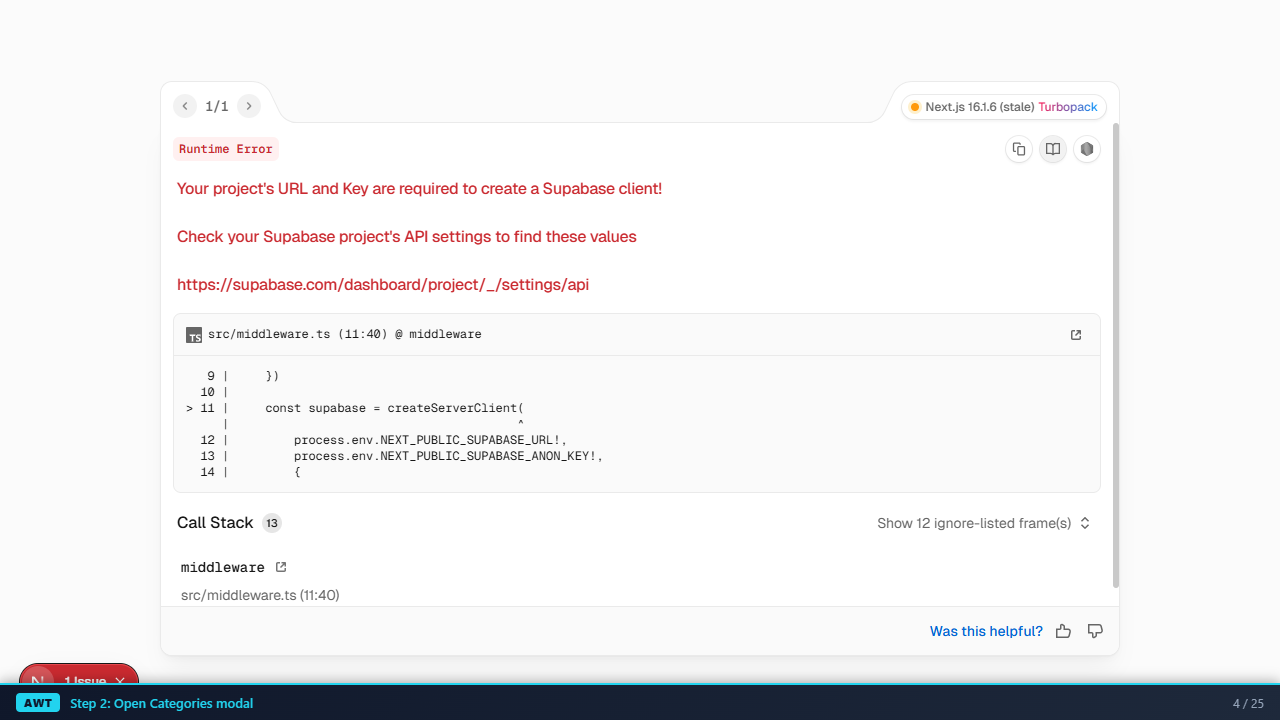 1/1
Next.js 16.1.6 (stale) Turbopack
Runtime Error
Your project's URL and Key are required to create a Supabase client!
Check your Supabase project's API settings to find these values
https://supabase.com/dashboard/project/_/settings/api
TS src/middleware.ts (11:40) @ middleware
9 |     })
10 |
> 11 |     const supabase = createServerClient(
|                                         ^
12 |         process.env.NEXT_PUBLIC_SUPABASE_URL!,
13 |         process.env.NEXT_PUBLIC_SUPABASE_ANON_KEY!,
14 |         {
Call Stack 13
Show 12 ignore-listed frame(s)
middleware
src/middleware.ts (11:40)
Was this helpful?
N 1 Issue
AWT Step 2: Open Categories modal
4 / 25